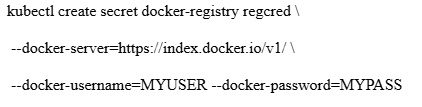 kubectl create secret docker-registry regcred \
--docker-server=https://index.docker.io/v1/ \
--docker-username=MYUSER --docker-password=MYPASS